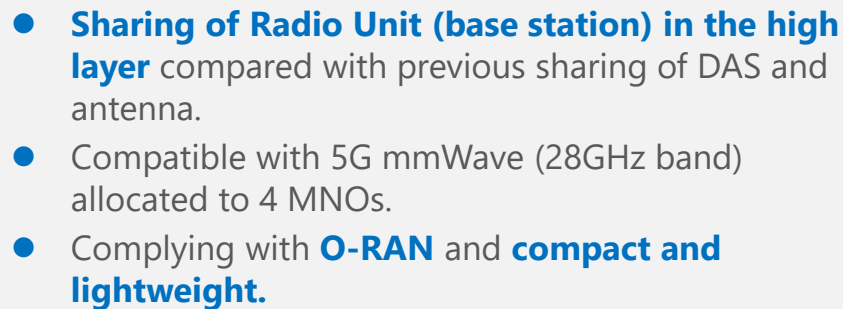 ● Sharing of Radio Unit (base station) in the high
layer compared with previous sharing of DAS and
antenna.
● Compatible with 5G mmWave (28GHz band)
allocated to 4 MNOs.
● Complying with O-RAN and compact and
lightweight.